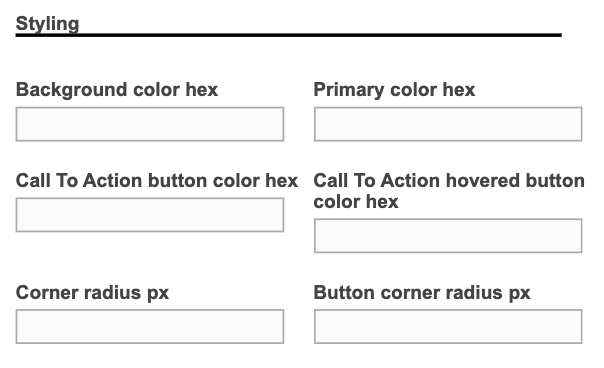 Styling
Background color hex
Primary color hex
Call To Action button color hex
Call To Action hovered button
color hex
Corner radius px
Button corner radius px